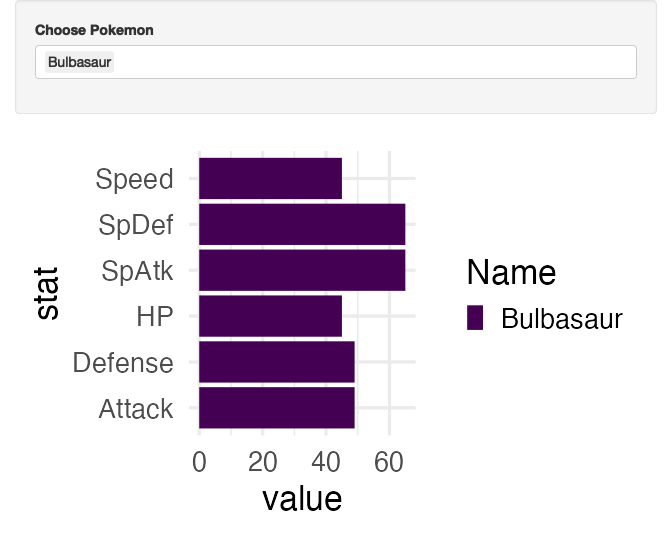 Choose Pokemon
Bulbasaur
Speed
SpDef
SpAtk
HP
Defense
Attack
stat
0 20 40 60
value
Name
Bulbasaur